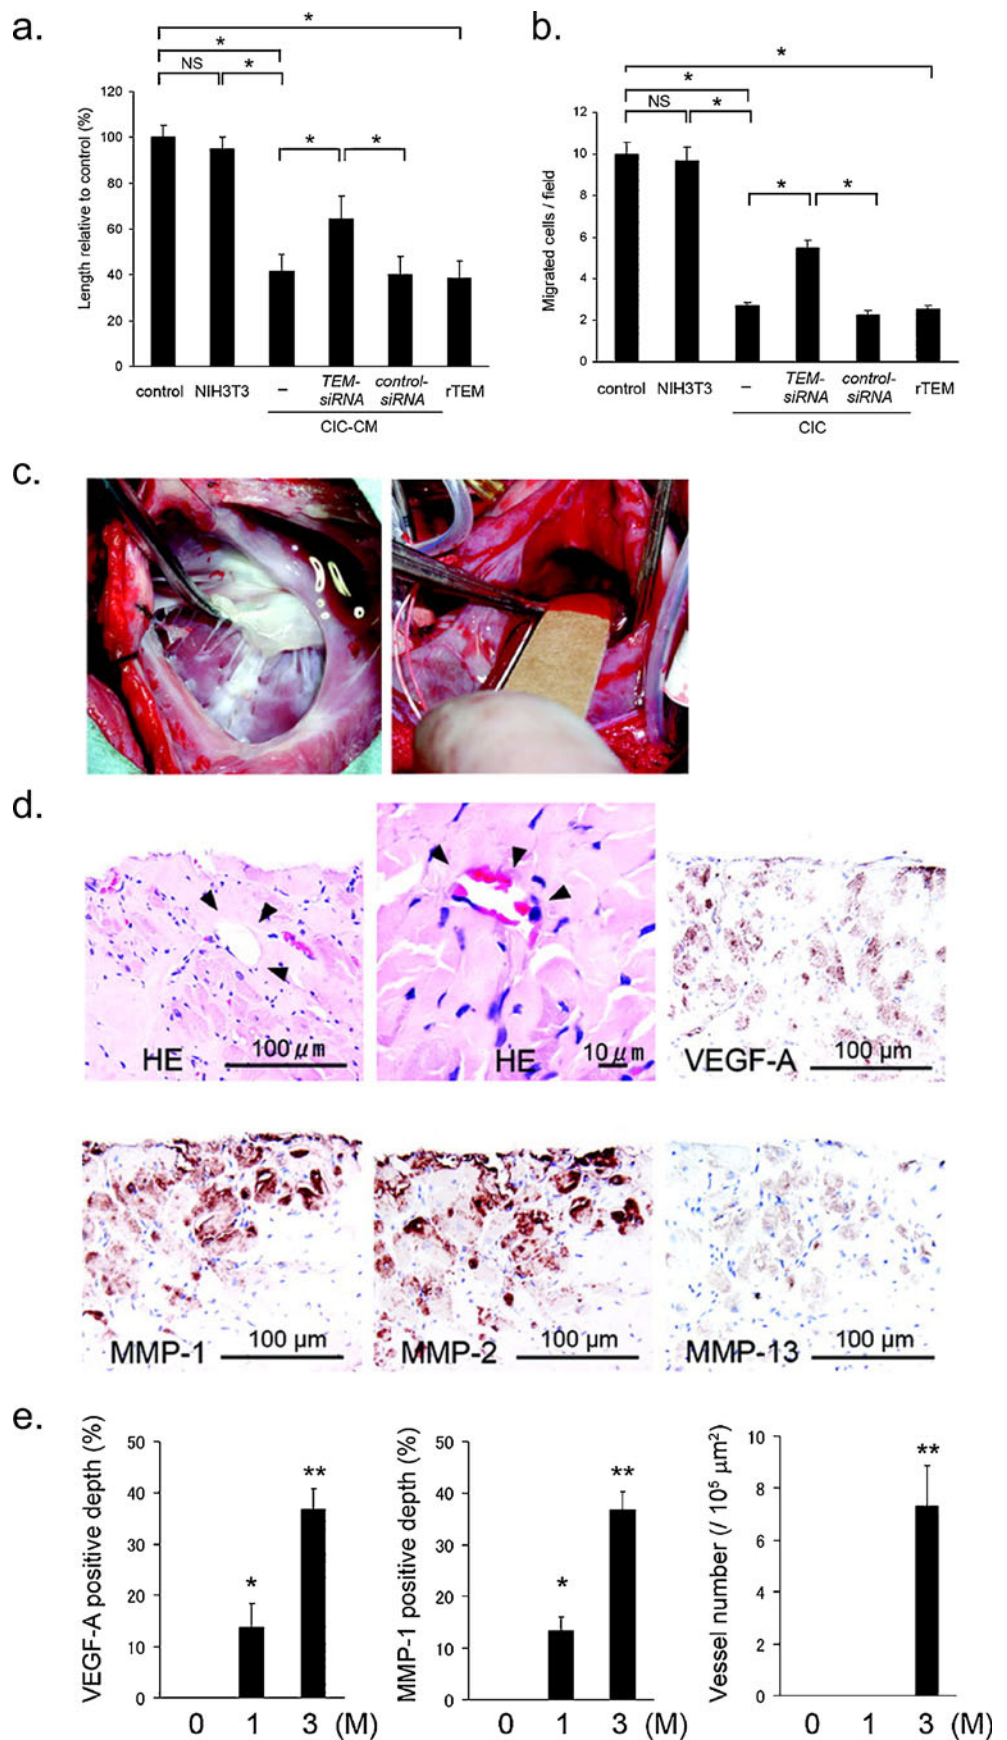 a.
*
*
NS
*
*
*
Length relative to control (%)
120
100
80
60
40
20
0
control
NIH3T3
–
TEM-
siRNA
control-
siRNA
rTEM
CIC-CM
b.
*
*
NS
*
*
*
Migrated cells / field
12
10
8
6
4
2
0
control
NIH3T3
–
TEM-
siRNA
control-
siRNA
rTEM
CIC
c.
d.
HE
100 μm
HE
10 μm
VEGF-A
100 μm
MMP-1
100 μm
MMP-2
100 μm
MMP-13
100 μm
e.
VEGF-A positive depth (%)
50
40
30
20
10
0
*
**
0 1 3 (M)
MMP-1 positive depth (%)
50
40
30
20
10
0
*
**
0 1 3 (M)
Vessel number (/ 10⁵ μm²)
10
8
6
4
2
0
**
0 1 3 (M)